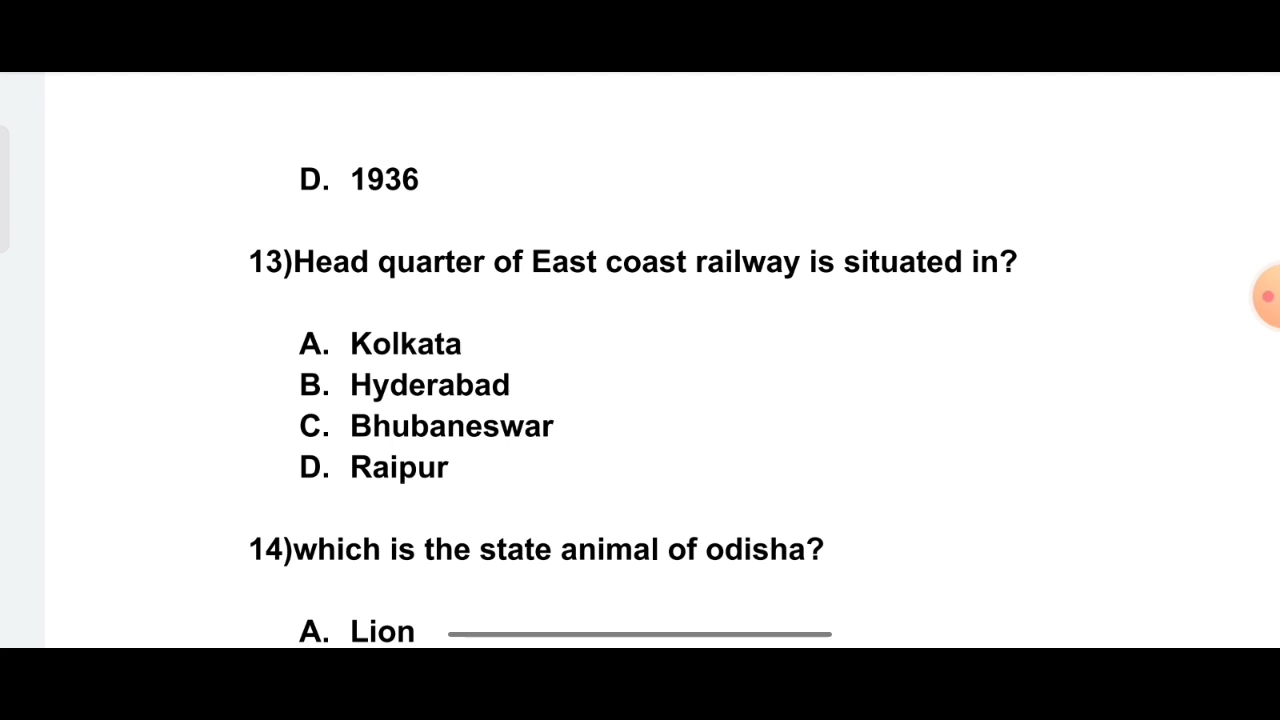 D. 1936
13)Head quarter of East coast railway is situated in?
A. Kolkata
B. Hyderabad
C. Bhubaneswar
D. Raipur
14)which is the state animal of odisha?
A. Lion